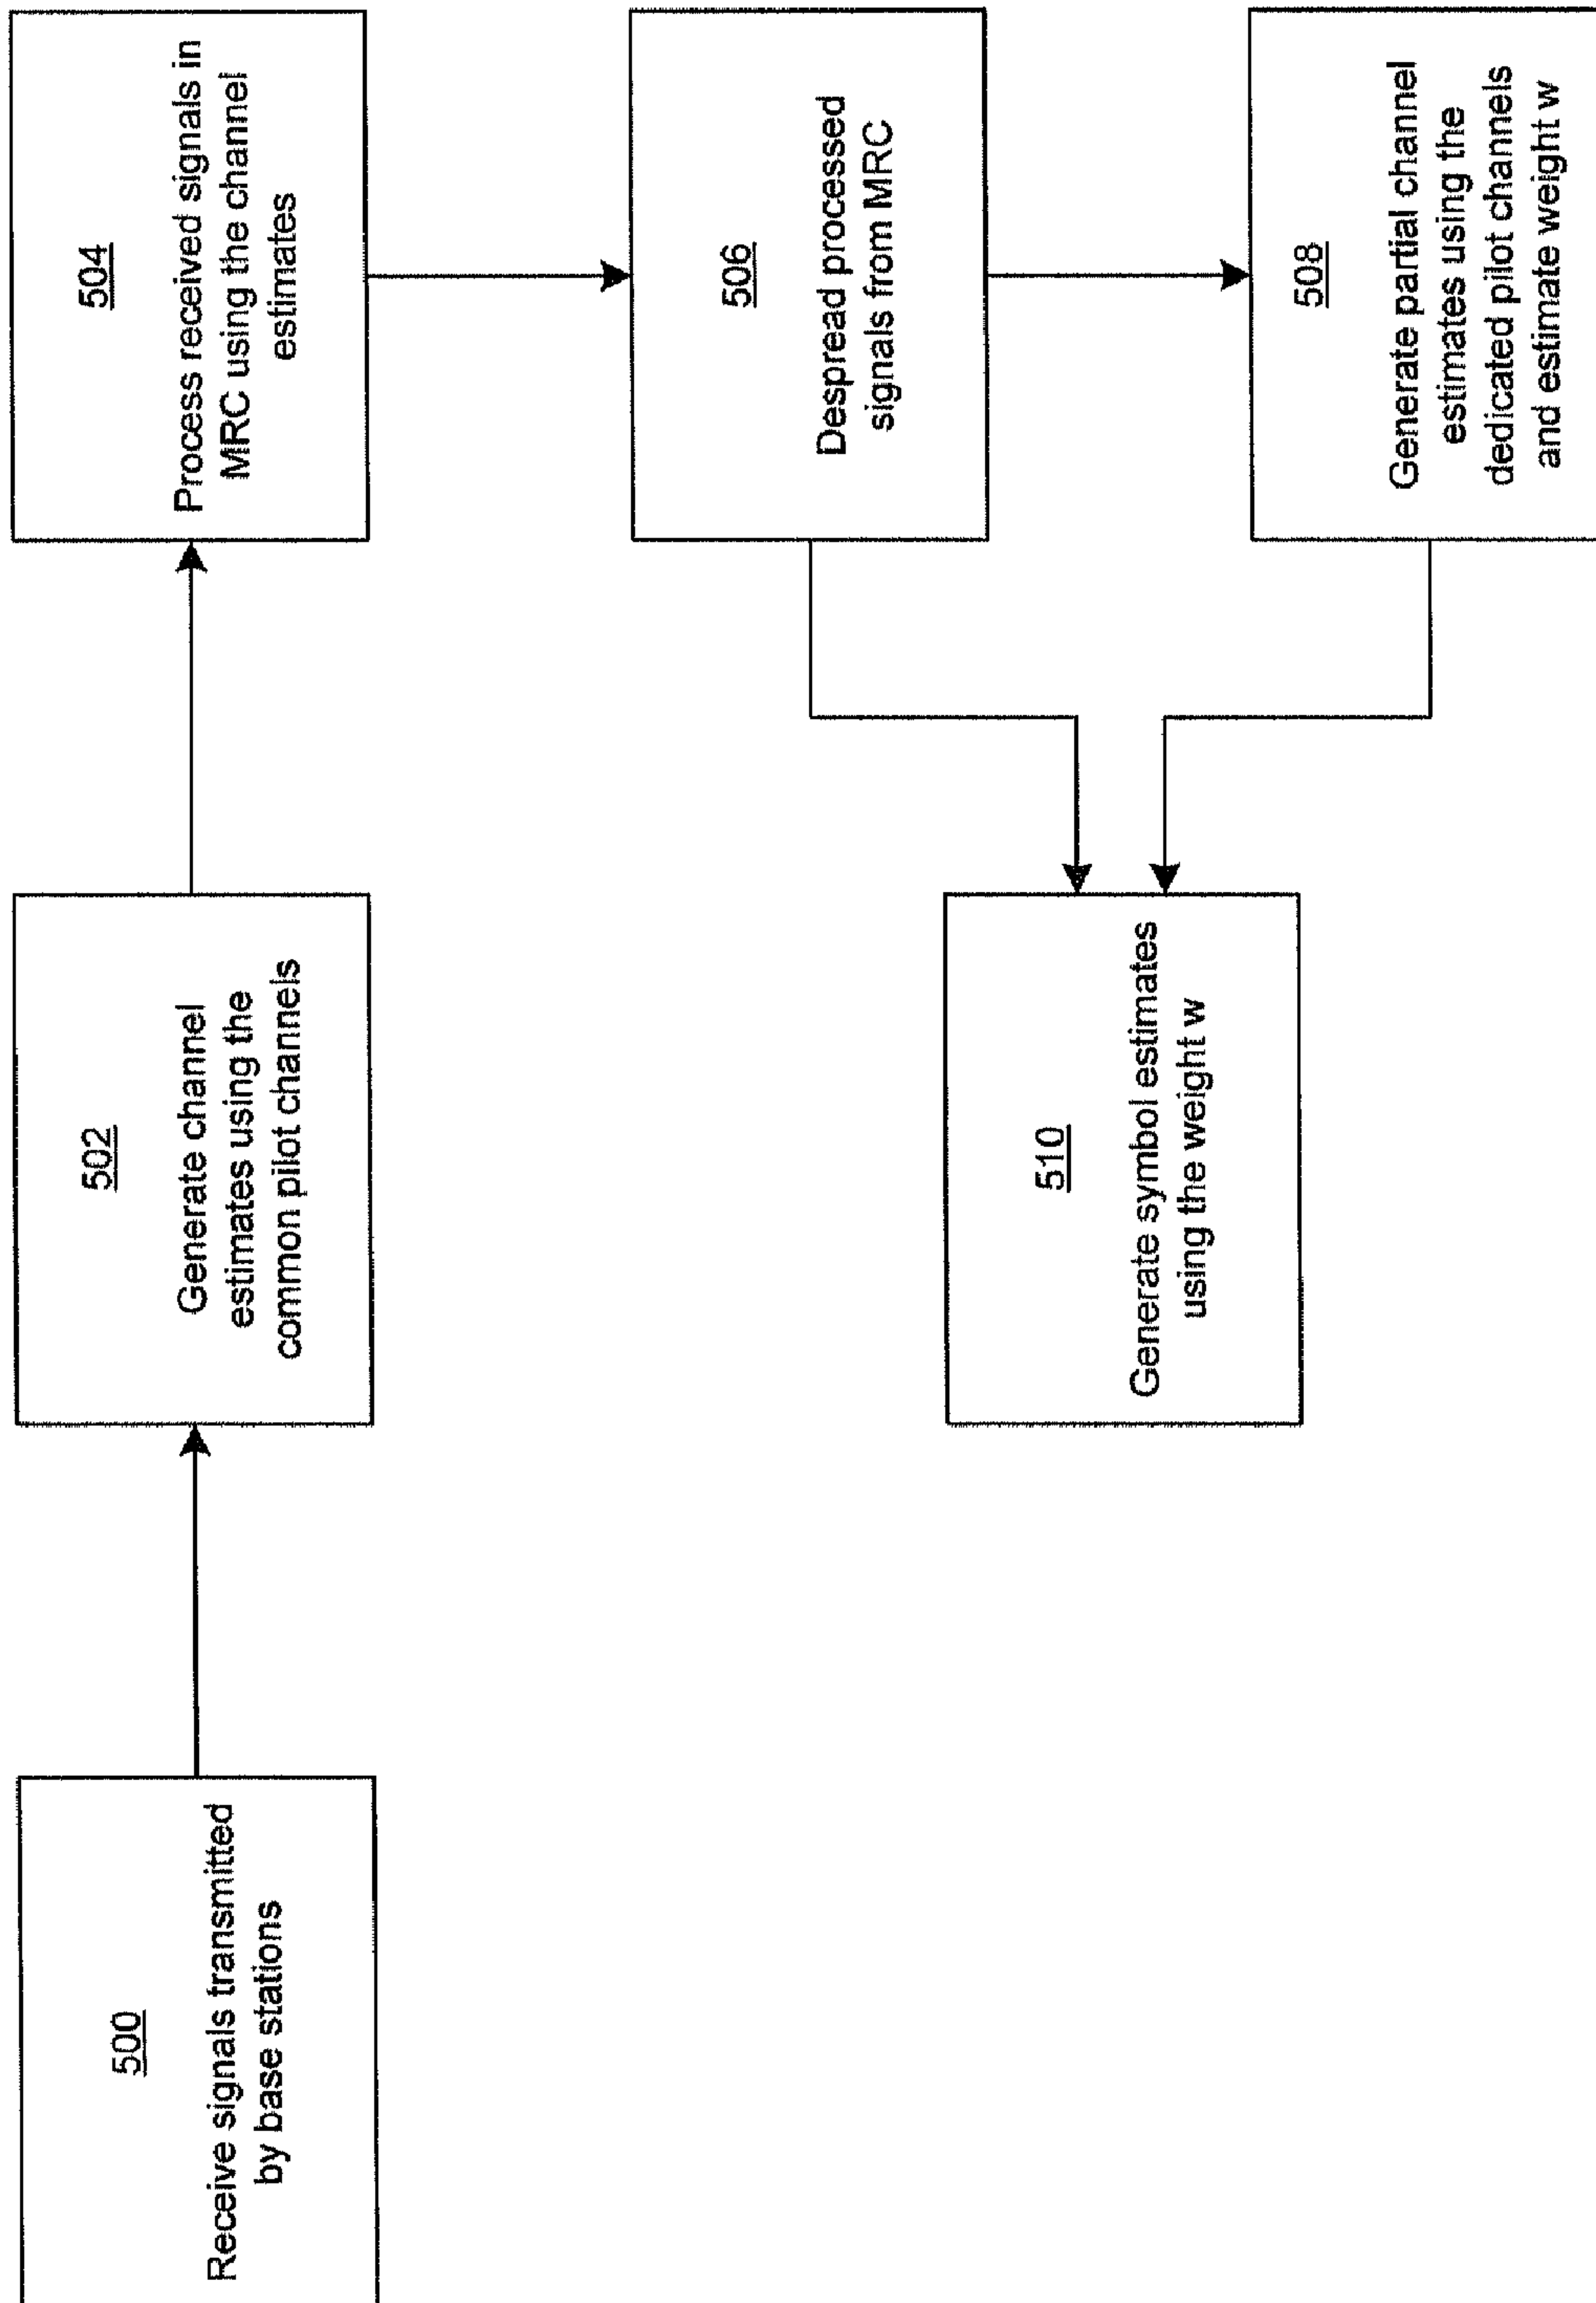 500
Receive signals transmitted
by base stations
502
Generate channel
estimates using the
common pilot channels
504
Process received signals in
MRC using the channel
estimates
506
Despread processed
signals from MRC
508
Generate partial channel
estimates using the
dedicated pilot channels
and estimate weight w
510
Generate symbol estimates
using the weight w